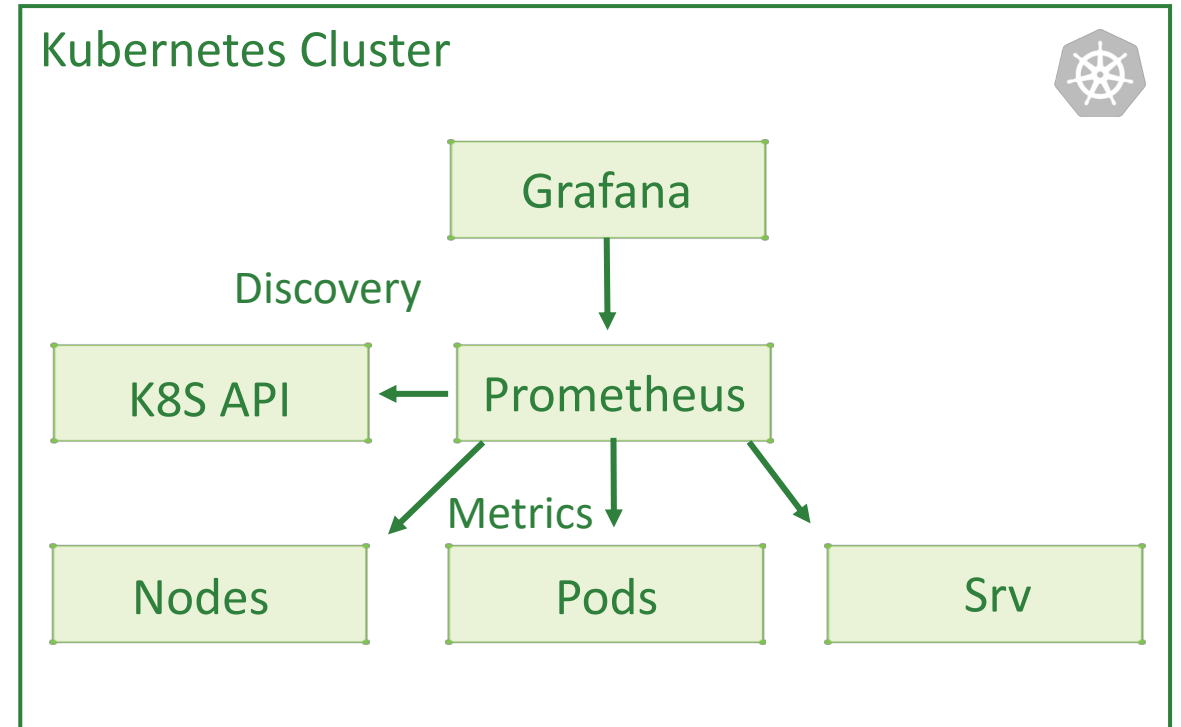 Kubernetes Cluster
Grafana
Discovery
K8S API
Prometheus
Metrics
Nodes
Pods
Srv